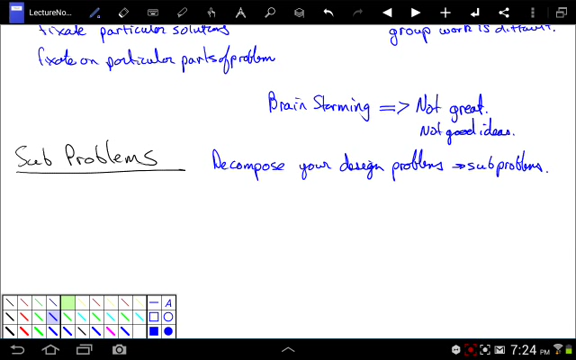 LectureNo...
fixate particular solutions
group work is difficult.
fixate on particular parts of problem
Brain Storming => Not great.
Not good ideas.
Sub Problems
Decompose your design problems → subproblems.
A
7:24 PM